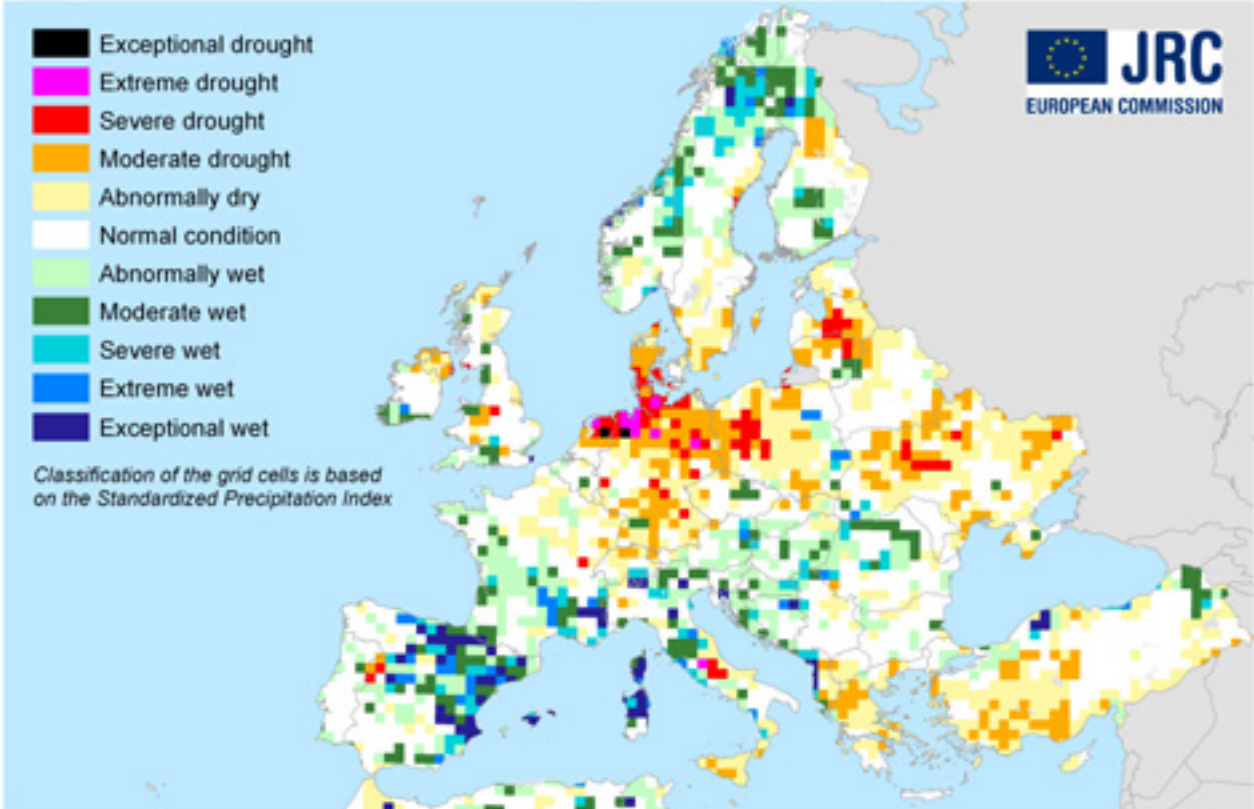 Exceptional drought
Extreme drought
Severe drought
Moderate drought
Abnormally dry
Normal condition
Abnormally wet
Moderate wet
Severe wet
Extreme wet
Exceptional wet
Classification of the grid cells is based
on the Standardized Precipitation Index
JRC
EUROPEAN COMMISSION